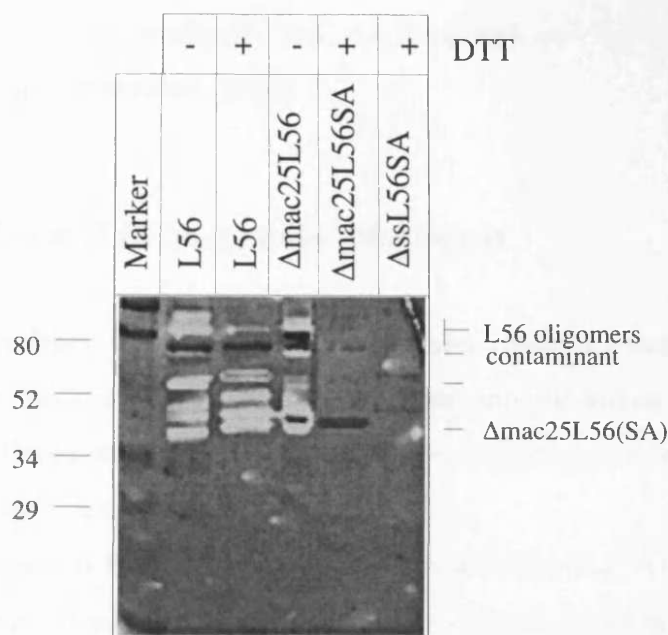 - + - + + DTT
Marker
L56
L56
Δmac25L56
Δmac25L56SA
ΔssL56SA
80
52
34
29
L56 oligomers
contaminant
Δmac25L56(SA)